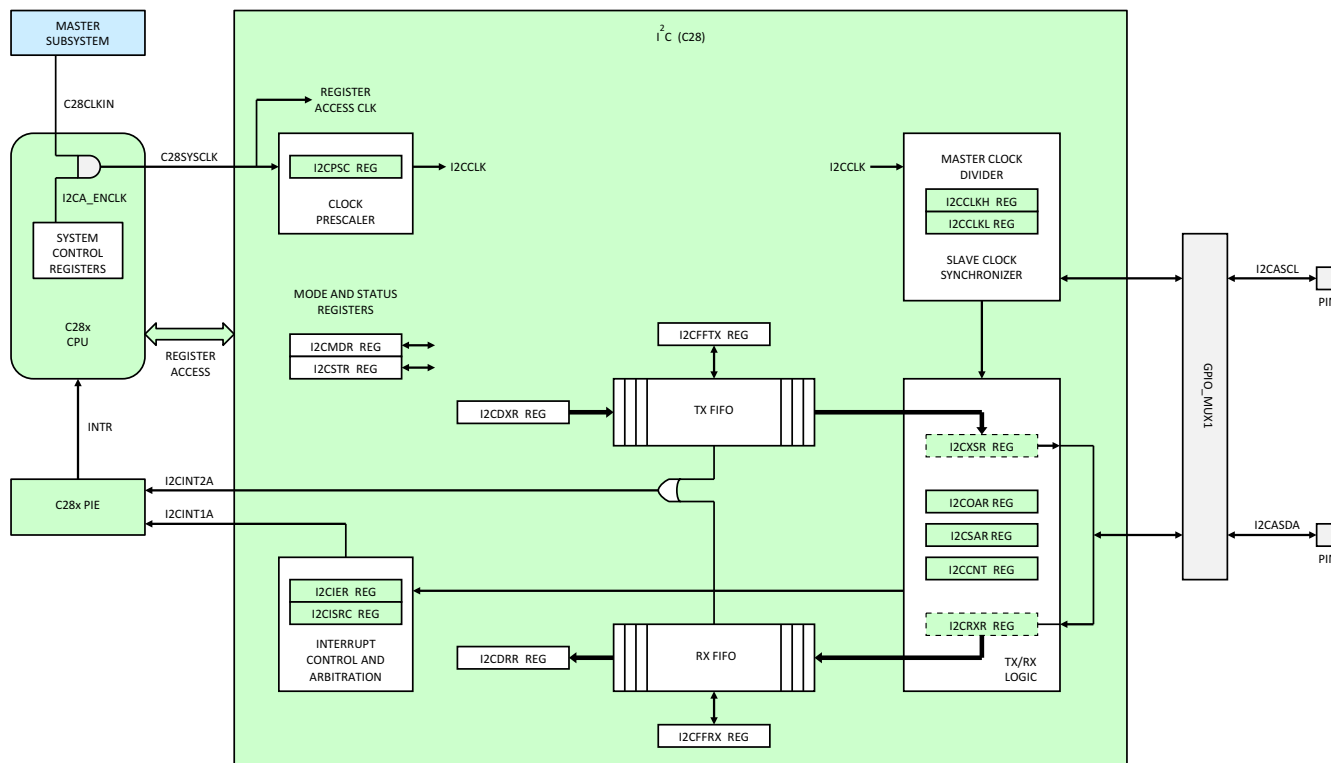 MASTER
SUBSYSTEM
I2C (C28)
C28CLKIN
REGISTER
ACCESS CLK
C28SYSCLK
I2CPSC REG
I2CCLK
CLOCK
PRESCALER
I2CCLK
MASTER CLOCK
DIVIDER
I2CCLKH REG
I2CCLKL REG
SLAVE CLOCK
SYNCHRONIZER
I2CA_ENCLK
SYSTEM
CONTROL
REGISTERS
C28x
CPU
REGISTER
ACCESS
MODE AND STATUS
REGISTERS
I2CMDR REG
I2CSTR REG
I2CFFTX REG
I2CDXR REG
TX FIFO
I2CASCL
PIN
GPIO_MUX1
INTR
I2CXSR REG
I2COAR REG
I2CSAR REG
I2CCNT REG
I2CRXR REG
TX/RX
LOGIC
C28x PIE
I2CINT2A
I2CINT1A
I2CASDA
PIN
I2CIER REG
I2CISRC REG
INTERRUPT
CONTROL AND
ARBITRATION
I2CDRR REG
RX FIFO
I2CFFRX REG